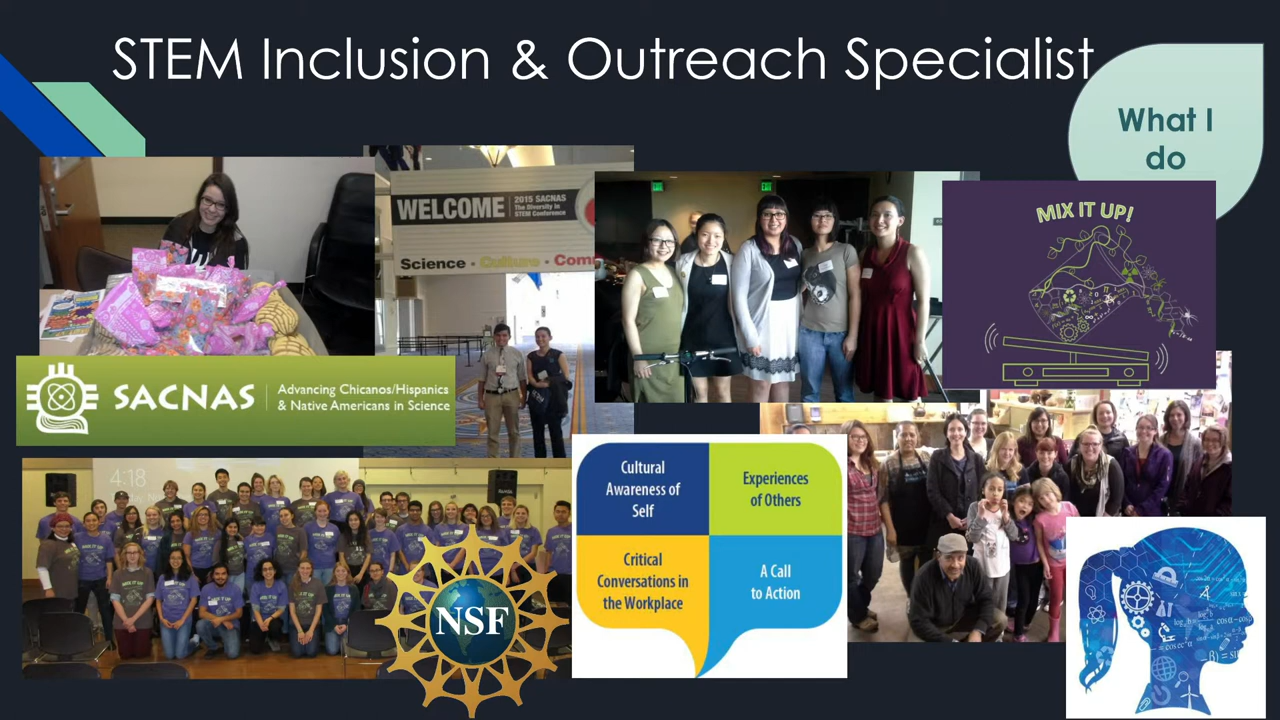 STEM Inclusion & Outreach Specialist
What I
do
WELCOME
2015 SACNAS
The Diversity in
STEM Conference
Science • Culture • Com
MIX IT UP!
SACNAS
Advancing Chicanos/Hispanics
& Native Americans in Science
4:18
NSF
Cultural
Awareness of
Self
Experiences
of Others
Critical
Conversations in
the Workplace
A Call
to Action